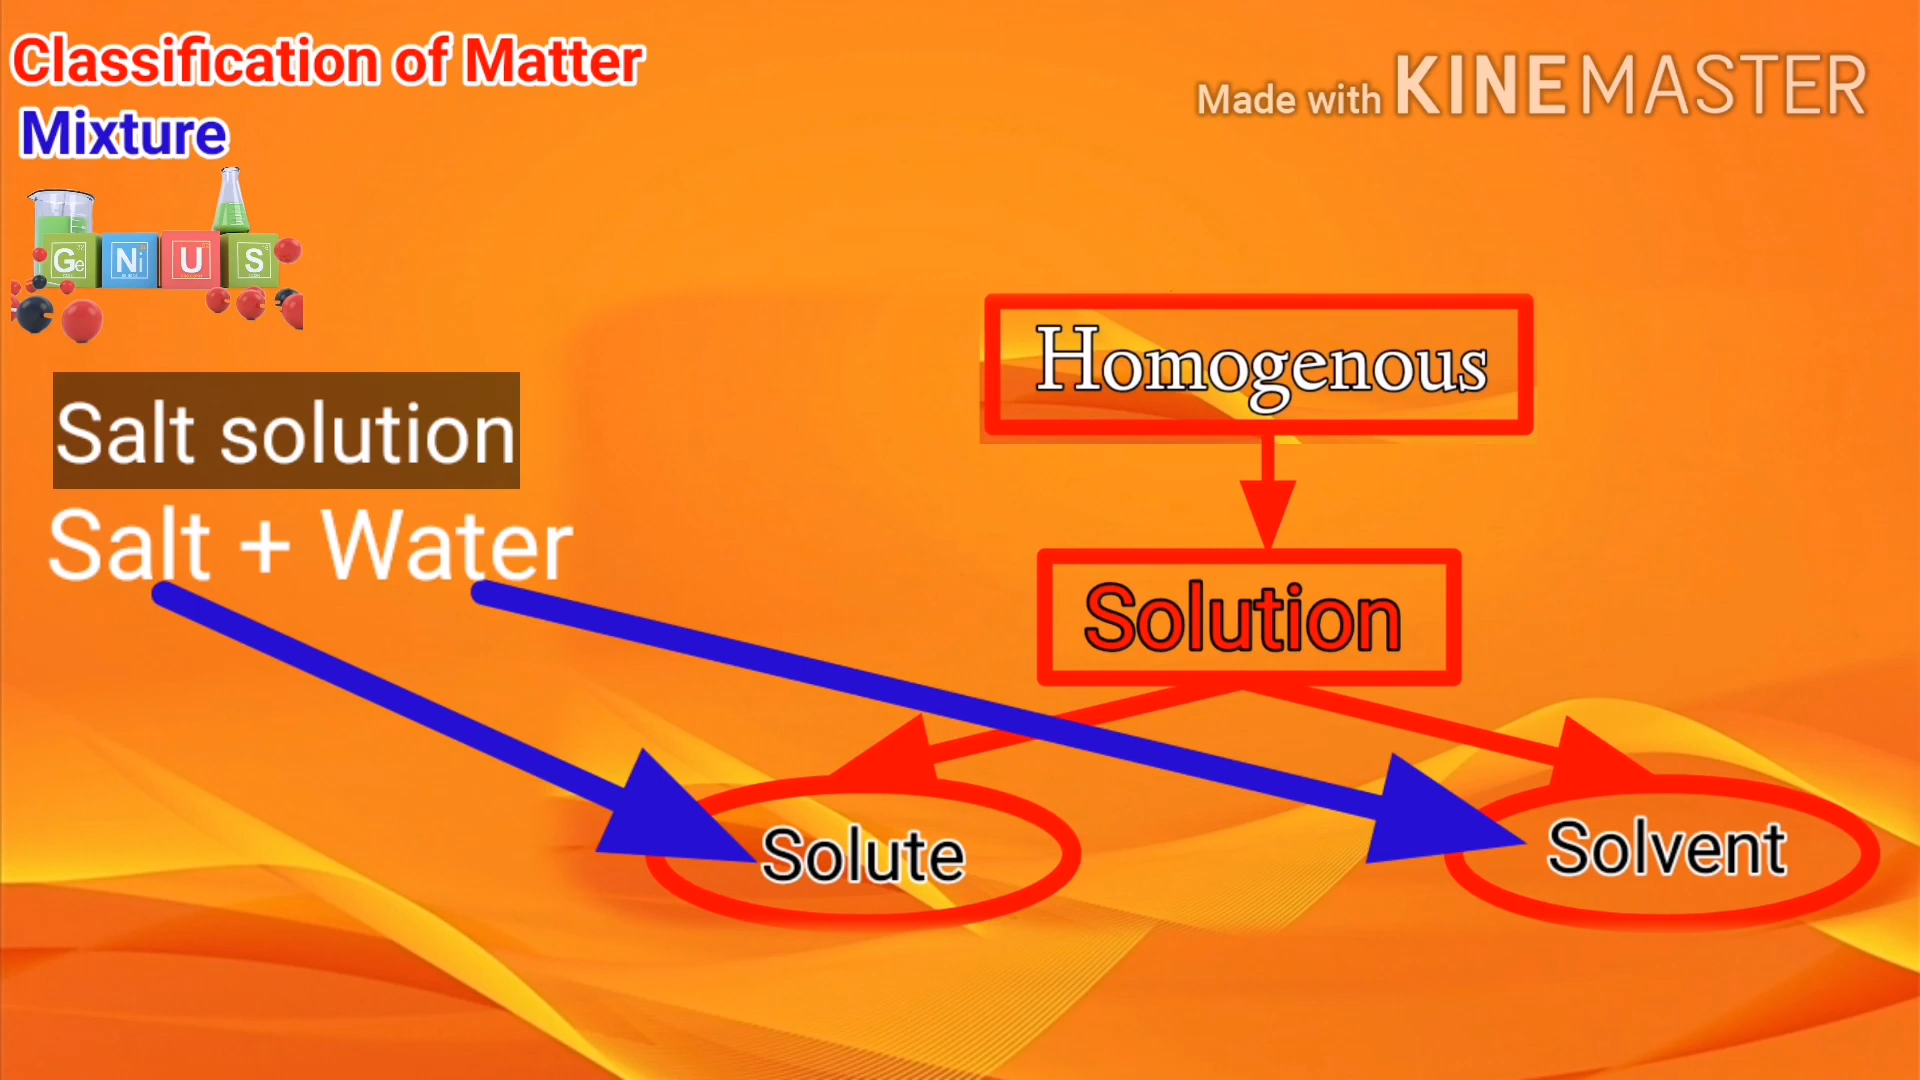 Classification of Matter
Mixture
Made with KINEMASTER
Ge Ni U S
Salt solution
Salt + Water
Homogenous
Solution
Solute
Solvent